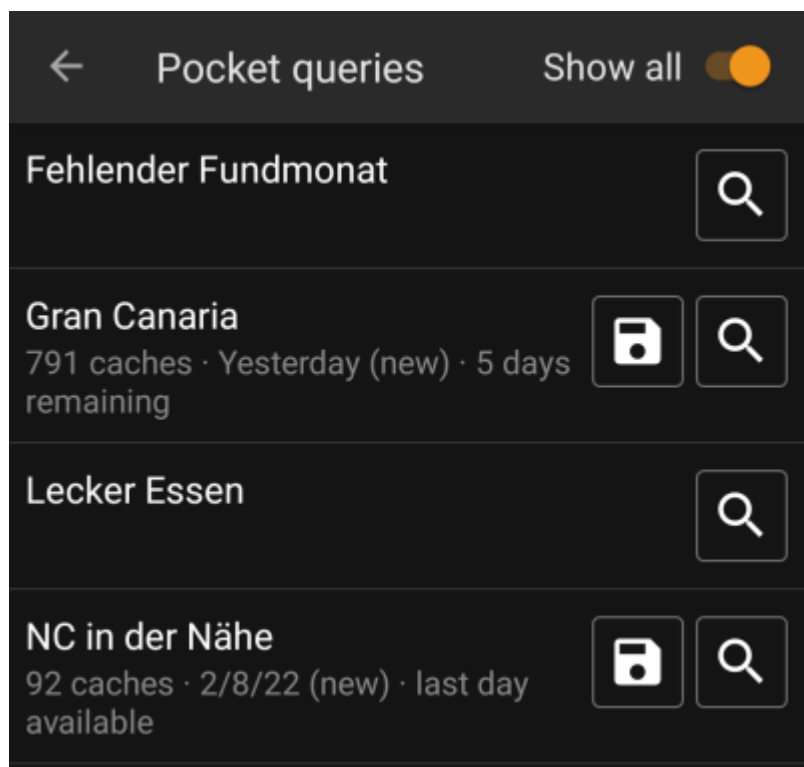 Pocket queries Show all
Fehlender Fundmonat
Gran Canaria
791 caches · Yesterday (new) · 5 days
remaining
Lecker Essen
NC in der Nähe
92 caches · 2/8/22 (new) · last day
available